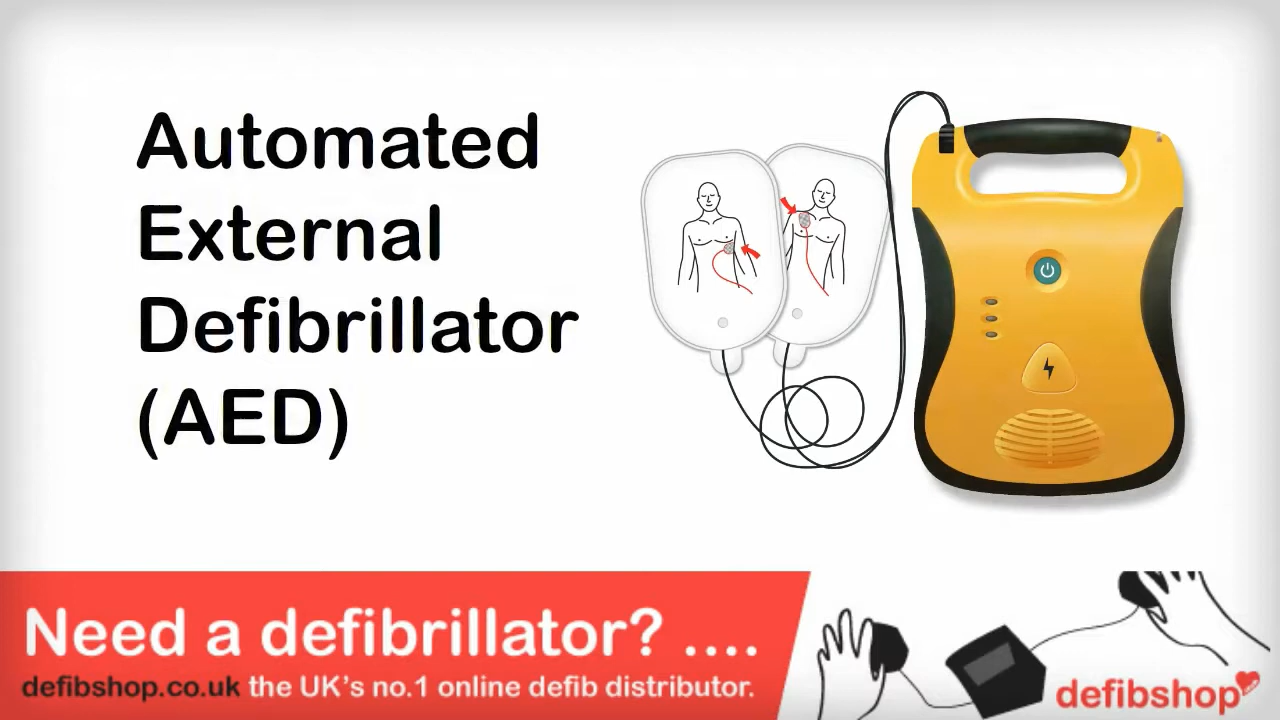 Automated
External
Defibrillator
(AED)
Need a defibrillator? ....
defibshop.co.uk the UK's no.1 online defib distributor.
defibshop